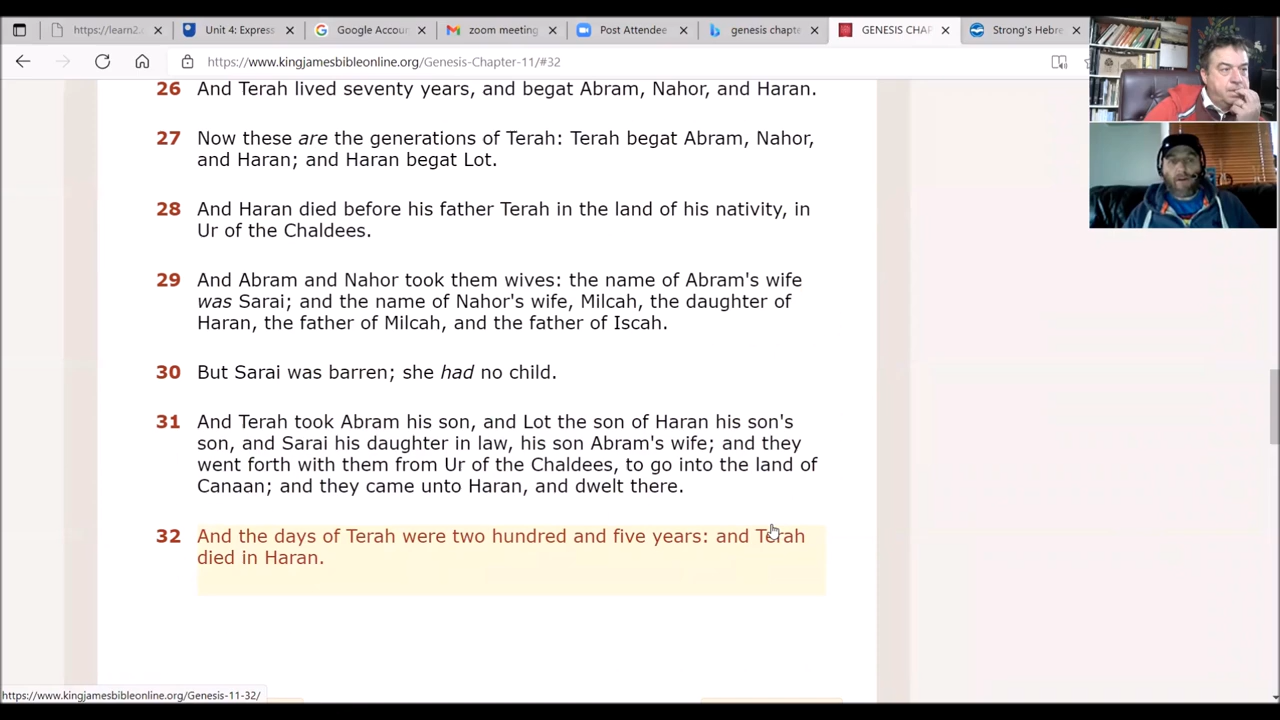 https://learn2
Unit 4: Expres
Google Accou
zoom meeting
Post Attendee
genesis chapte
GENESIS CHAP
Strong's Hebre
https://www.kingjamesbibleonline.org/Genesis-Chapter-11/#32
26 And Terah lived seventy years, and begat Abram, Nahor, and Haran.
27 Now these are the generations of Terah: Terah begat Abram, Nahor,
and Haran; and Haran begat Lot.
28 And Haran died before his father Terah in the land of his nativity, in
Ur of the Chaldees.
29 And Abram and Nahor took them wives: the name of Abram's wife
was Sarai; and the name of Nahor's wife, Milcah, the daughter of
Haran, the father of Milcah, and the father of Iscah.
30 But Sarai was barren; she had no child.
31 And Terah took Abram his son, and Lot the son of Haran his son's
son, and Sarai his daughter in law, his son Abram's wife; and they
went forth with them from Ur of the Chaldees, to go into the land of
Canaan; and they came unto Haran, and dwelt there.
32 And the days of Terah were two hundred and five years: and Terah
died in Haran.
https://www.kingjamesbibleonline.org/Genesis-11-32/